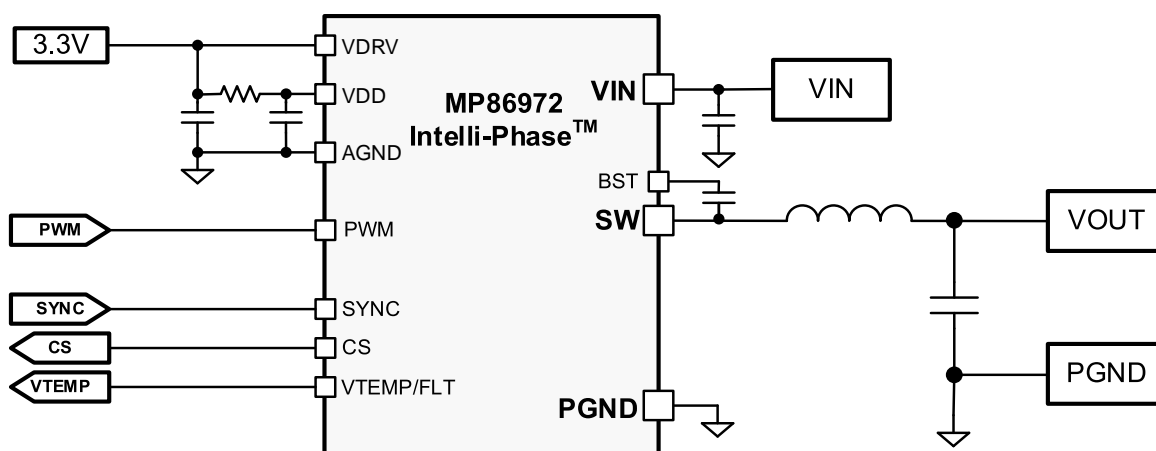 3.3V
VDRV
VDD
AGND
PWM
PWM
SYNC
SYNC
CS
CS
VTEMP
VTEMP/FLT
MP86972
Intelli-Phase™
VIN
VIN
BST
SW
VOUT
PGND
PGND